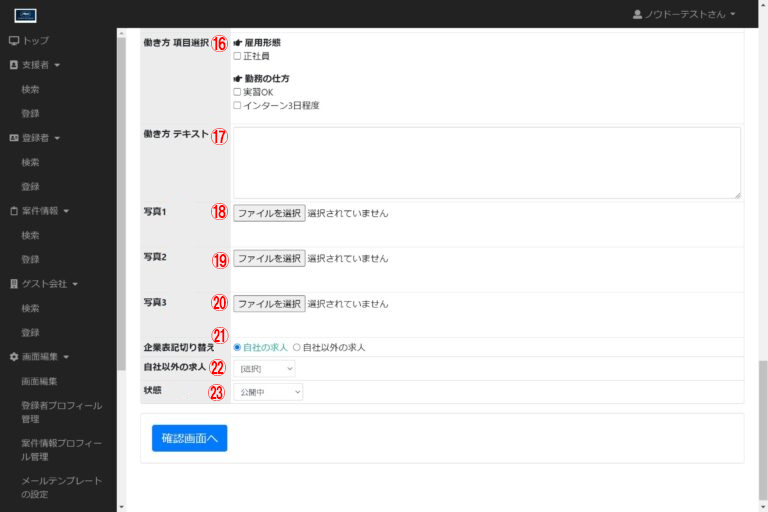 ノウドーテストさん
トップ
支援者
検索
登録
登録者
検索
登録
案件情報
検索
登録
ゲスト会社
検索
登録
画面編集
画面編集
登録者プロフィール
管理
案件情報プロフィー
ル管理
メールテンプレート
の設定
働き方 項目選択 ⑯
雇用形態
正社員
勤務の仕方
実習OK
インターン3日程度
働き方 テキスト ⑰
写真1 ⑱ ファイルを選択 選択されていません
写真2 ⑲ ファイルを選択 選択されていません
写真3 ⑳ ファイルを選択 選択されていません
企業表記切り替え ㉑ 自社の求人 自社以外の求人
自社以外の求人 ㉒ [選択]
状態 ㉓ 公開中
確認画面へ